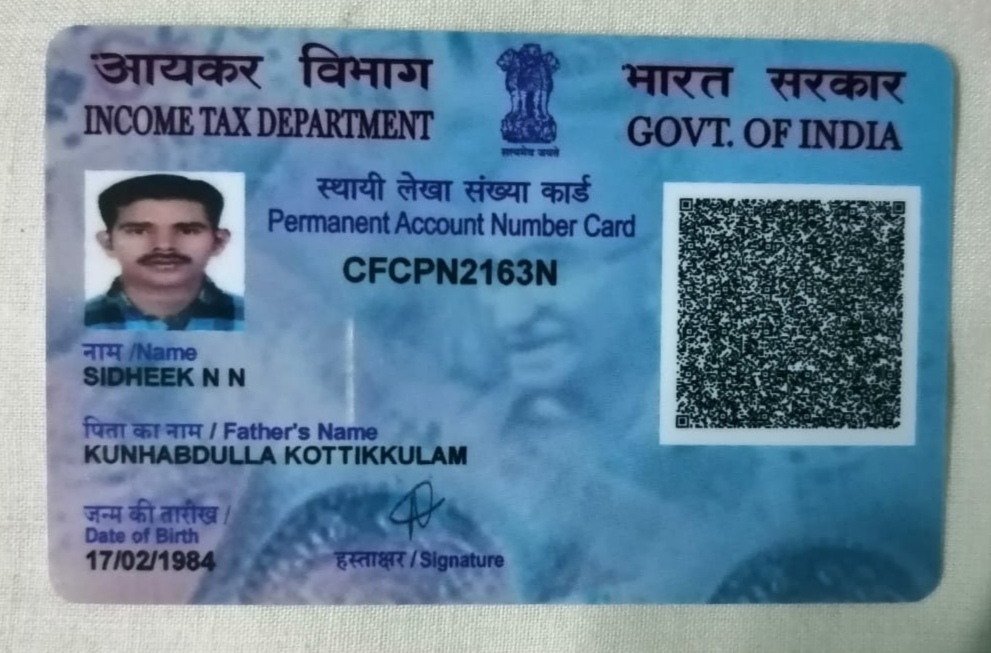 आयकर विभाग
INCOME TAX DEPARTMENT
सत्यमेव जयते
भारत सरकार
GOVT. OF INDIA
स्थायी लेखा संख्या कार्ड
Permanent Account Number Card
CFCPN2163N
नाम /Name
SIDHEEK N N
पिता का नाम / Father's Name
KUNHABDULLA KOTTIKKULAM
जन्म की तारीख /
Date of Birth
17/02/1984
हस्ताक्षर / Signature